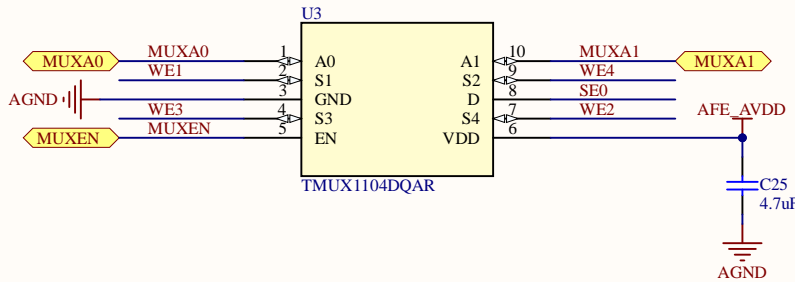 U3
MUXA0 MUXA0 1 A0 A1 10 MUXA1 MUXA1
WE1 2 S1 S2 9 WE4
AGND 3 GND D 8 SE0
WE3 4 S3 S4 7 WE2 AFE_AVDD
MUXEN MUXEN 5 EN VDD 6
TMUX1104DQAR
C25
4.7uF
AGND